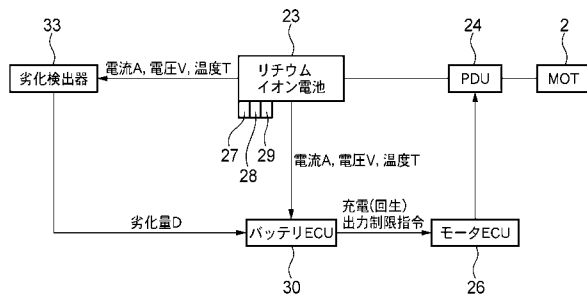 33
23
24
2
劣化検出器
電流A, 電圧V, 温度T
リチウム
イオン電池
PDU
MOT
27
28
29
電流A, 電圧V, 温度T
劣化量D
バッテリECU
充電(回生)
出力制限指令
モータECU
30
26